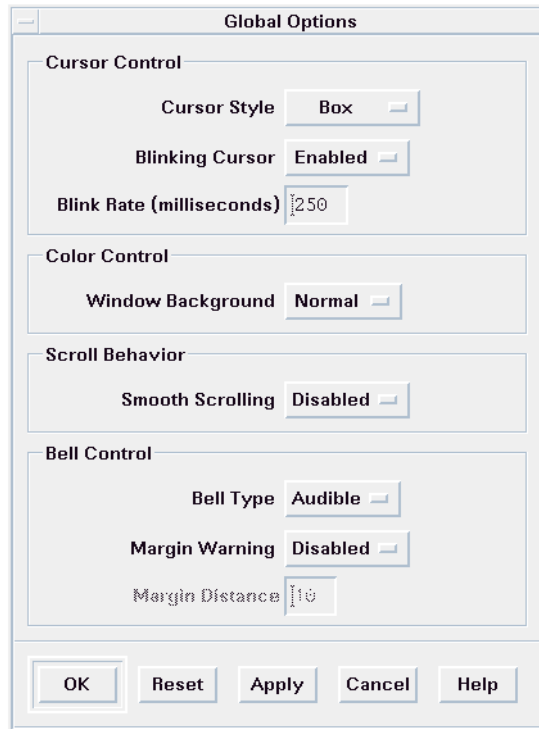 Global Options
Cursor Control
Cursor Style Box
Blinking Cursor Enabled
Blink Rate (milliseconds) 250
Color Control
Window Background Normal
Scroll Behavior
Smooth Scrolling Disabled
Bell Control
Bell Type Audible
Margin Warning Disabled
Margin Distance 10
OK Reset Apply Cancel Help